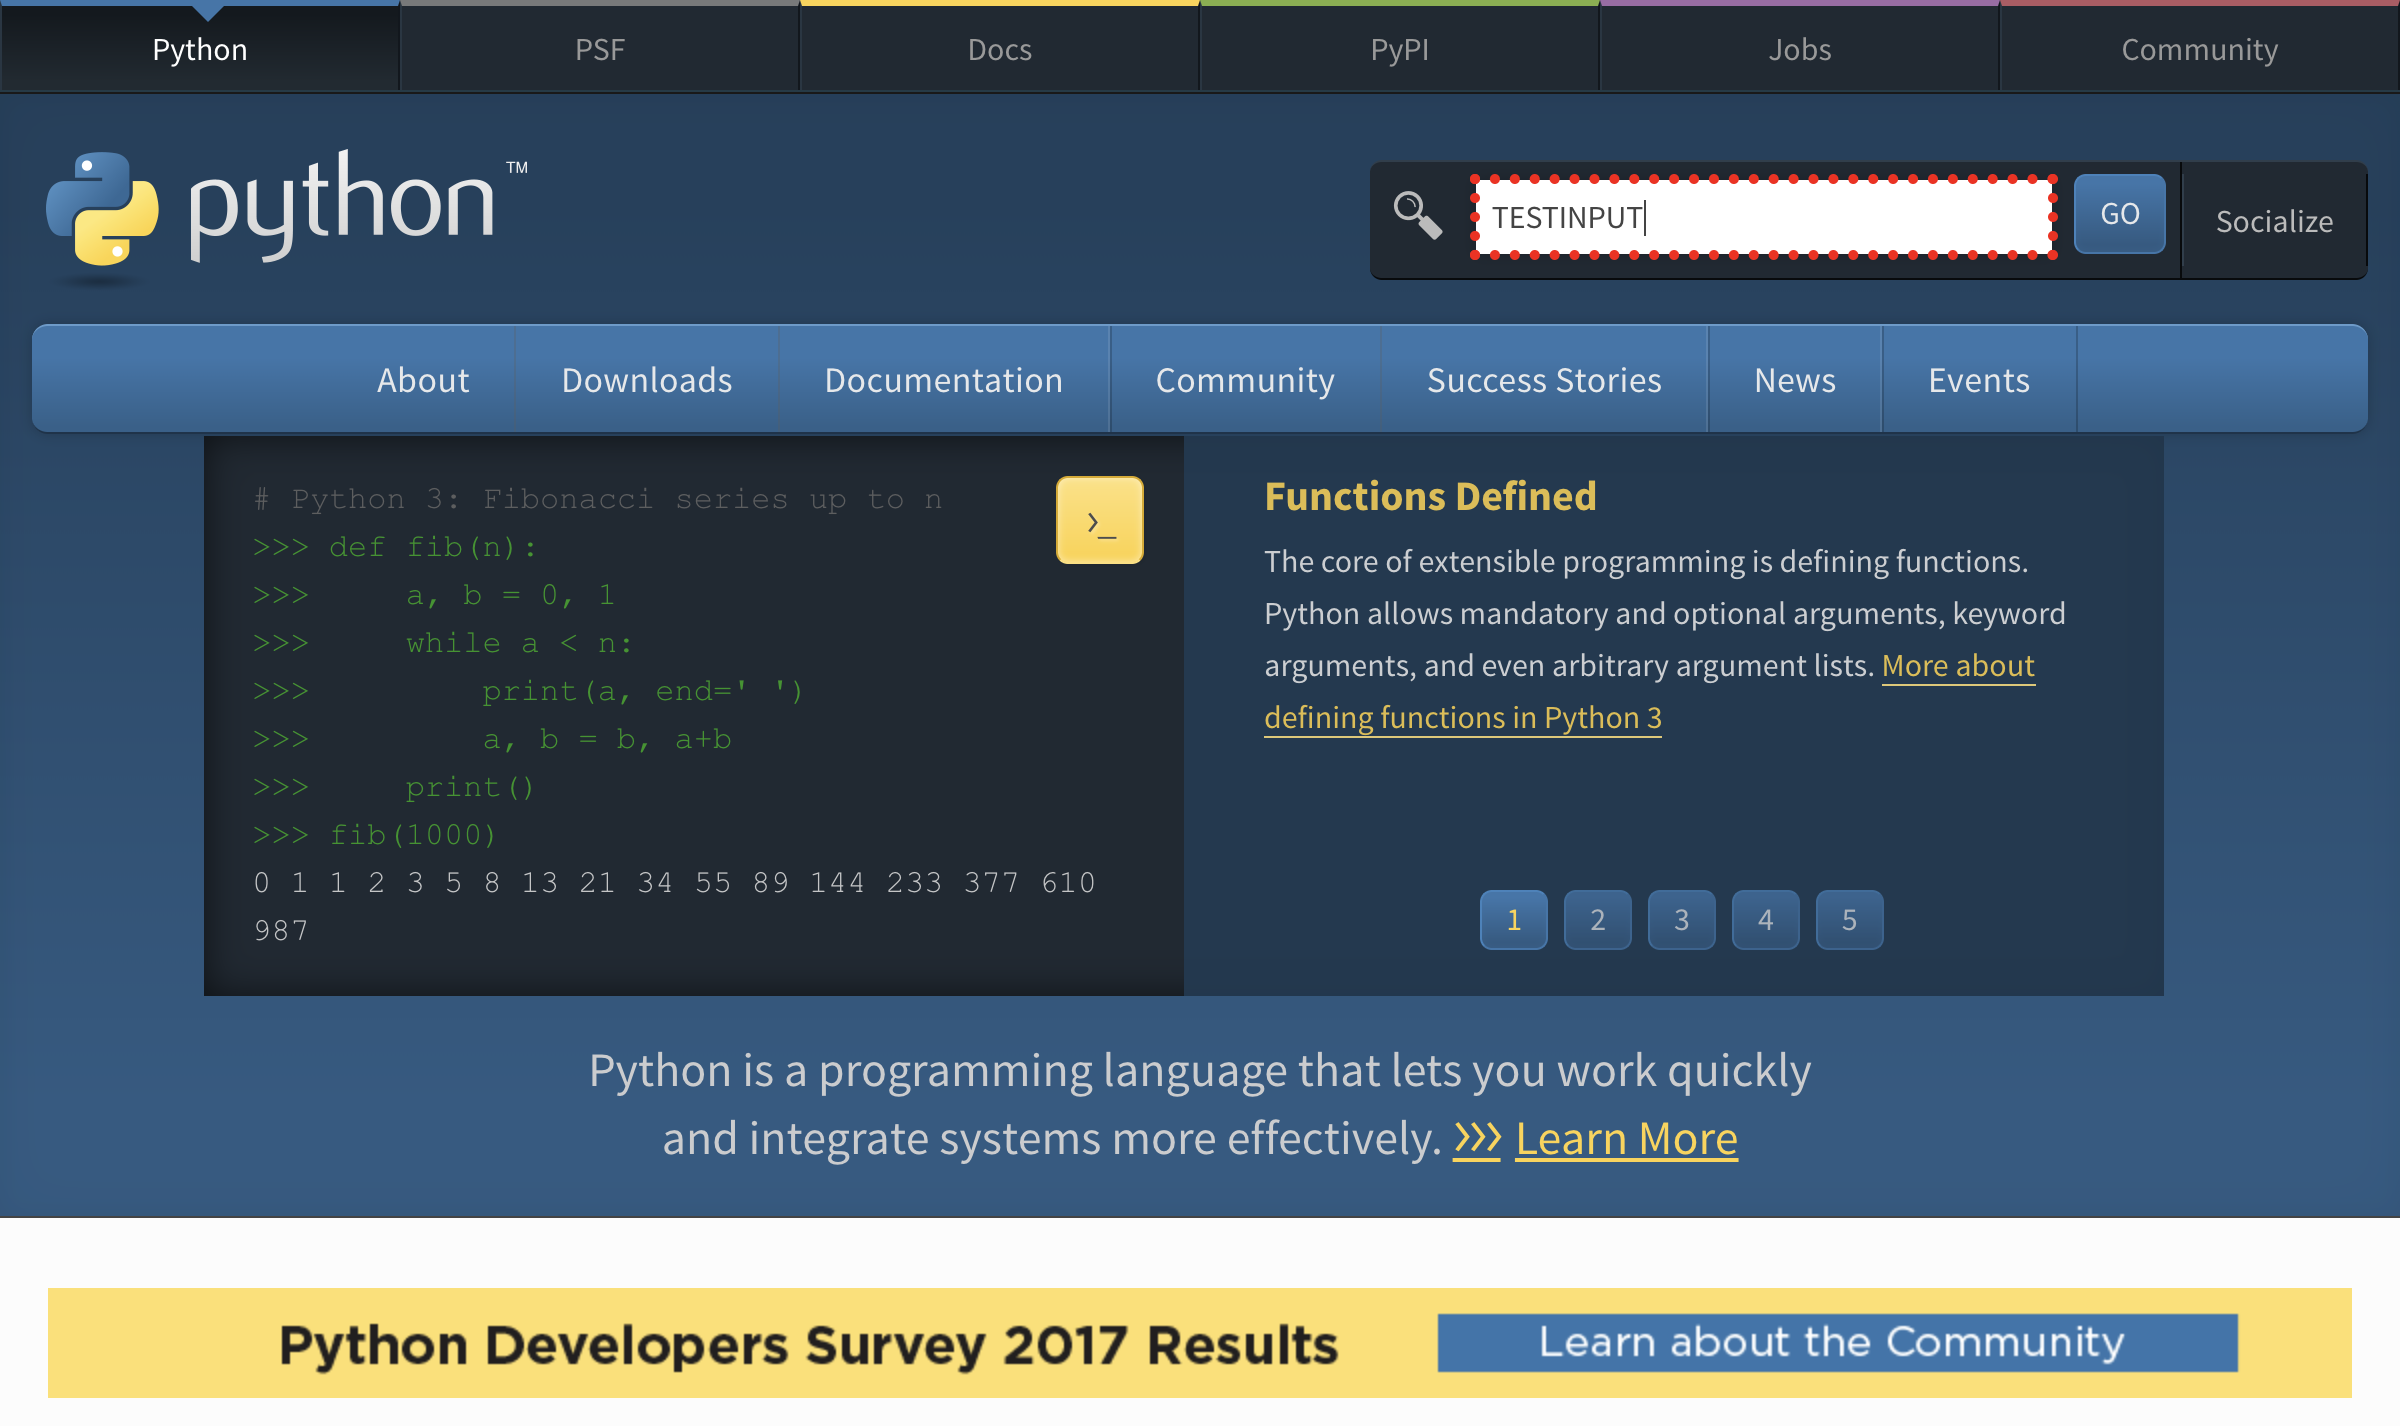 Python
PSF
Docs
PyPI
Jobs
Community
python™
TESTINPUT
GO
Socialize
About
Downloads
Documentation
Community
Success Stories
News
Events
# Python 3: Fibonacci series up to n
>>> def fib(n):
>>>     a, b = 0, 1
>>>     while a < n:
>>>         print(a, end=' ')
>>>         a, b = b, a+b
>>>     print()
>>> fib(1000)
0 1 1 2 3 5 8 13 21 34 55 89 144 233 377 610
987
>_
Functions Defined
The core of extensible programming is defining functions.
Python allows mandatory and optional arguments, keyword
arguments, and even arbitrary argument lists. More about
defining functions in Python 3
1
2
3
4
5
Python is a programming language that lets you work quickly
and integrate systems more effectively. >>> Learn More
Python Developers Survey 2017 Results
Learn about the Community